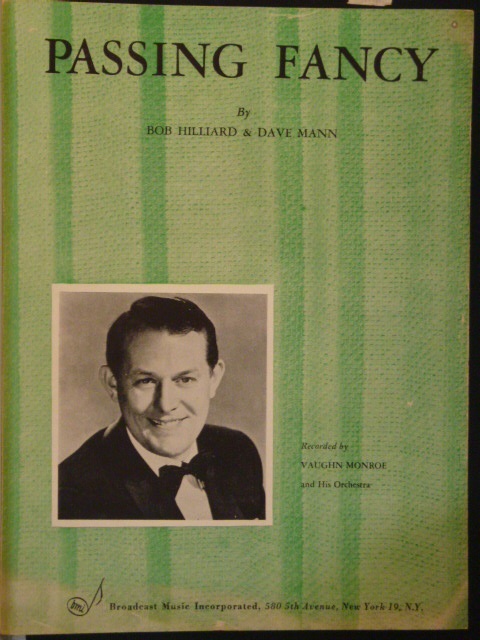 PASSING FANCY
By
BOB HILLIARD & DAVE MANN
Recorded by
VAUGHN MONROE
and His Orchestra
bmi Broadcast Music Incorporated, 580 5th Avenue, New York 19, N.Y.